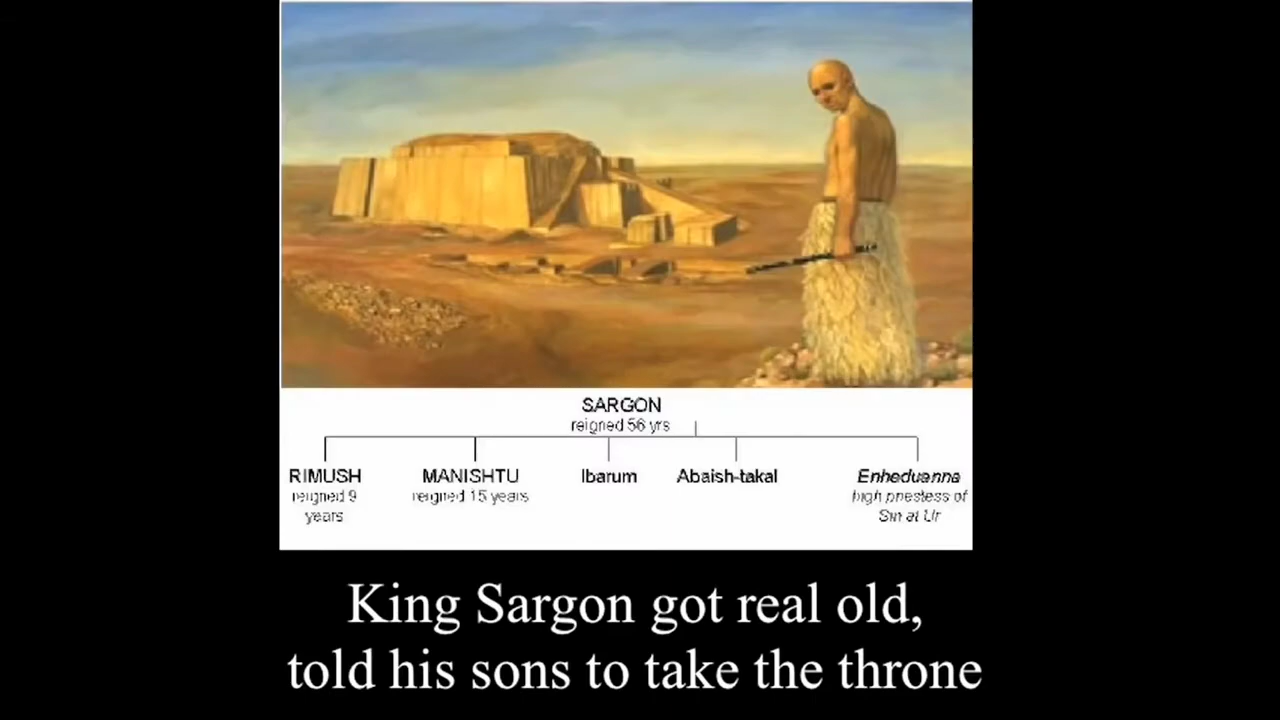 SARGON
reigned 56 yrs
RIMUSH
reigned 9
years
MANISHTU
reigned 15 years
Ibarum
Abaish-takal
Enheduanna
high priestess of
Sin at Ur
King Sargon got real old,
told his sons to take the throne